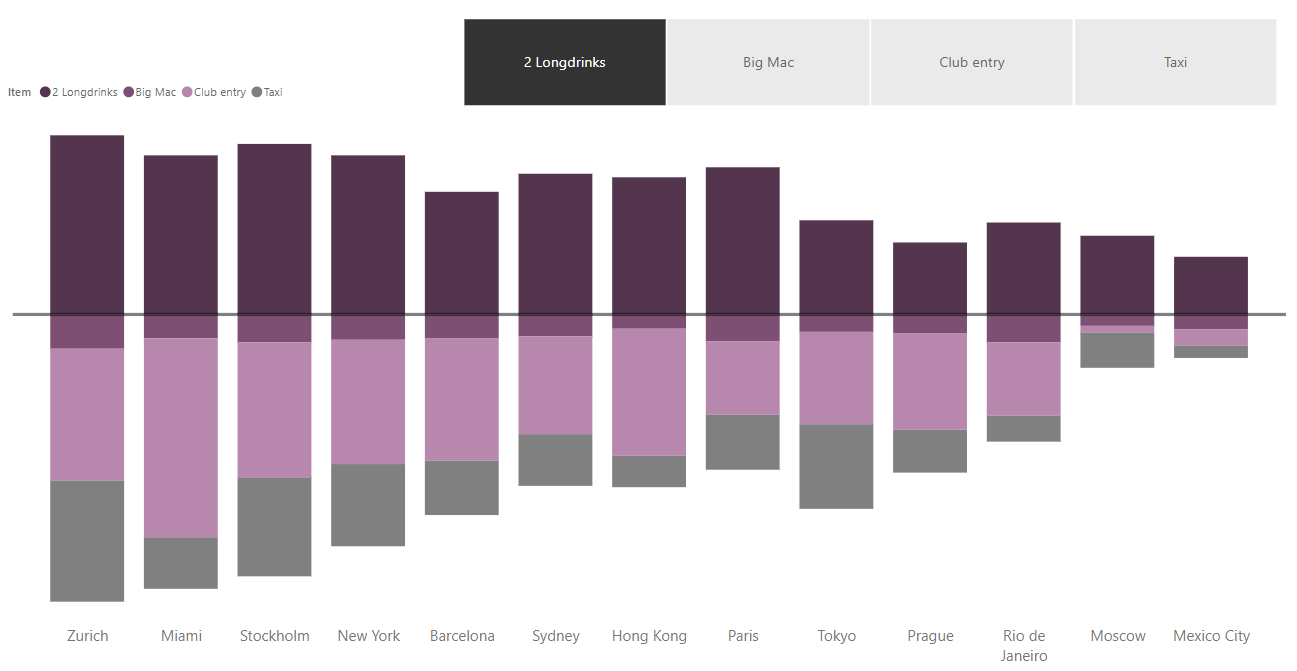 2 Longdrinks
Big Mac
Club entry
Taxi
Item 2 Longdrinks Big Mac Club entry Taxi
Zurich
Miami
Stockholm
New York
Barcelona
Sydney
Hong Kong
Paris
Tokyo
Prague
Rio de
Janeiro
Moscow
Mexico City